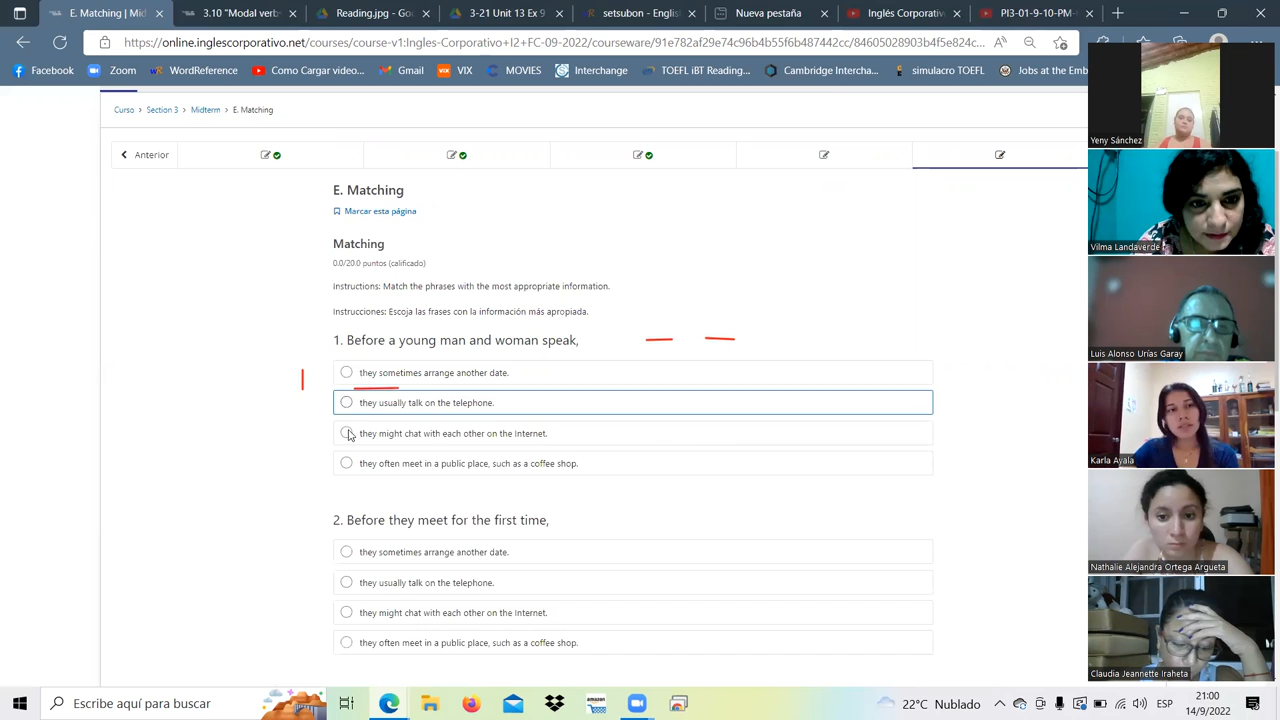 E. Matching | Mid
3.10 "Modal verb
3-21 Unit 13 Ex 9
setsubon - Englis
Nueva pestaña
Inglés Corporativo
PI3-01-9-10-M
https://online.inglescorporativo.net/courses/course-v1:Ingles-Corporativo+I2+FC-09-2022/courseware/91e782af29e74c96b4b55f6b487442cc/84605028903b4f5e824c...
Facebook
Zoom
WordReference
Como Cargar video...
Gmail
VIX
MOVIES
Interchange
TOEFL iBT Reading...
Cambridge Intercha...
simulacro TOEFL
Jobs at the Emb
Curso > Section 3 > Midterm > E. Matching
Anterior
E. Matching
Marcar esta página
Matching
0.0/20.0 puntos (calificado)
Instructions: Match the phrases with the most appropriate information.
Instrucciones: Escoja las frases con la información más apropiada.
1. Before a young man and woman speak,
they sometimes arrange another date.
they usually talk on the telephone.
they might chat with each other on the Internet.
they often meet in a public place, such as a coffee shop.
2. Before they meet for the first time,
they sometimes arrange another date.
they usually talk on the telephone.
they might chat with each other on the Internet.
they often meet in a public place, such as a coffee shop.
Yeny Sánchez
Vilma Landaverde
Luis Alonso Urías Garay
Karla Ayala
Nathalie Alejandra Ortega Argueta
Claudia Jeannette Iraheta
Escribe aquí para buscar
22°C Nublado
ESP
21:00
14/9/2022